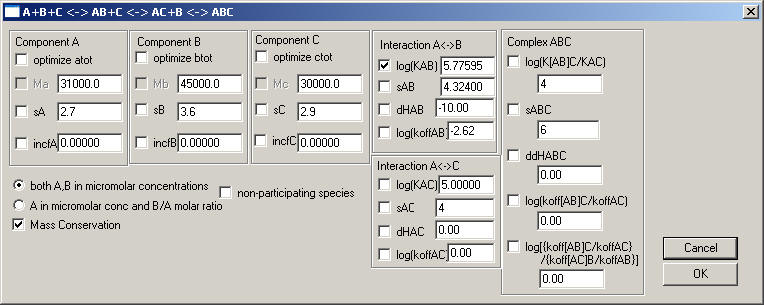 A+B+C <-> AB+C <-> AC+B <-> ABC
Component A
optimize atot
Ma 31000.0
sA 2.7
incfA 0.00000
Component B
optimize btot
Mb 45000.0
sB 3.6
incfB 0.00000
Component C
optimize ctot
Mc 30000.0
sC 2.9
incfC 0.00000
Interaction A<->B
log(KAB) 5.77595
sAB 4.32400
dHAB -10.00
log(koffAB) -2.62
Interaction A<->C
log(KAC) 5.00000
sAC 4
dHAC 0.00
log(koffAC) 0.00
Complex ABC
log(K[AB]C/KAC)
4
sABC
6
ddHABC
0.00
log(koff[AB]C/koffAC)
0.00
log[{koff[AB]C/koffAC}
/{koff[AC]B/koffAB}]
0.00
both A,B in micromolar concentrations
A in micromolar conc and B/A molar ratio
Mass Conservation
non-participating species
Cancel
OK